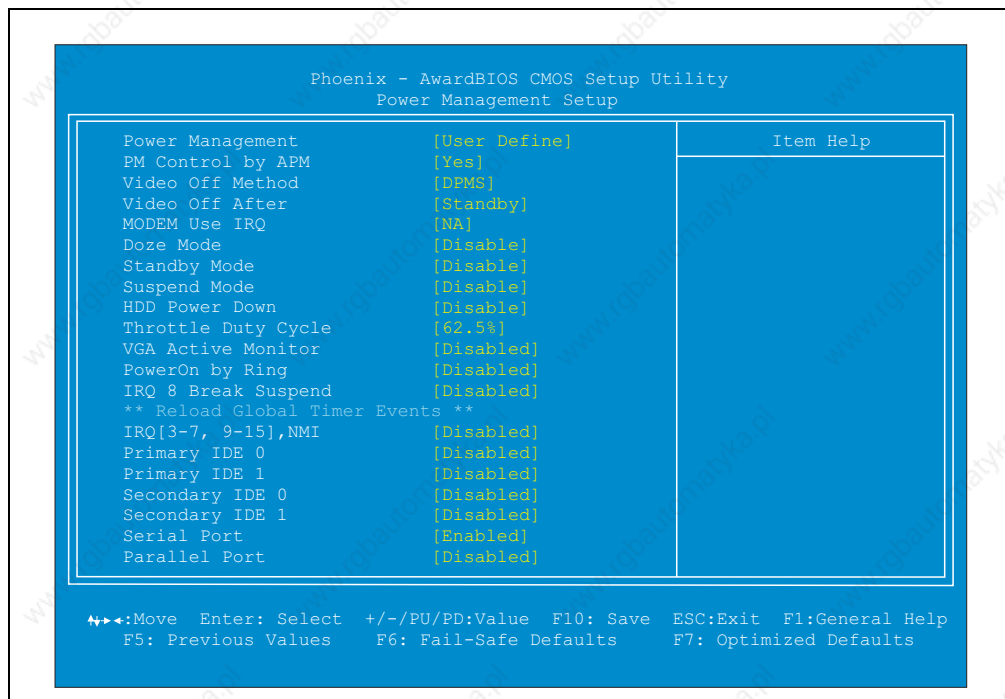 Phoenix - AwardBIOS CMOS Setup Utility
Power Management Setup
Power Management [User Define]
Item Help
PM Control by APM [Yes]
Video Off Method [DPMS]
Video Off After [Standby]
MODEM Use IRQ [NA]
Doze Mode [Disable]
Standby Mode [Disable]
Suspend Mode [Disable]
HDD Power Down [Disable]
Throttle Duty Cycle [62.5%]
VGA Active Monitor [Disabled]
PowerOn by Ring [Disabled]
IRQ 8 Break Suspend [Disabled]
** Reload Global Timer Events **
IRQ[3-7, 9-15],NMI [Disabled]
Primary IDE 0 [Disabled]
Primary IDE 1 [Disabled]
Secondary IDE 0 [Disabled]
Secondary IDE 1 [Disabled]
Serial Port [Enabled]
Parallel Port [Disabled]
:Move Enter: Select +/-/PU/PD:Value F10: Save ESC:Exit F1:General Help
F5: Previous Values F6: Fail-Safe Defaults F7: Optimized Defaults
www.rgbautomatyka.pl